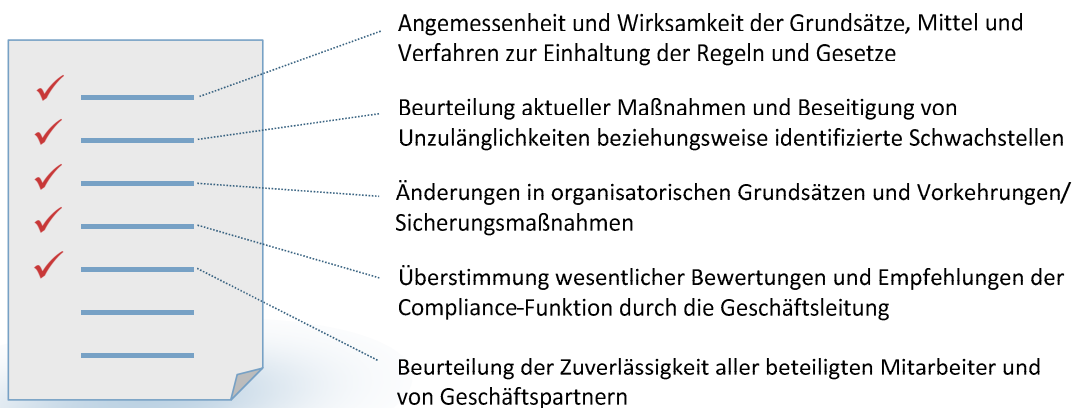 Angemessenheit und Wirksamkeit der Grundsätze, Mittel und
Verfahren zur Einhaltung der Regeln und Gesetze
Beurteilung aktueller Maßnahmen und Beseitigung von
Unzulänglichkeiten beziehungsweise identifizierte Schwachstellen
Änderungen in organisatorischen Grundsätzen und Vorkehrungen/
Sicherungsmaßnahmen
Überstimmung wesentlicher Bewertungen und Empfehlungen der
Compliance-Funktion durch die Geschäftsleitung
Beurteilung der Zuverlässigkeit aller beteiligten Mitarbeiter und
von Geschäftspartnern